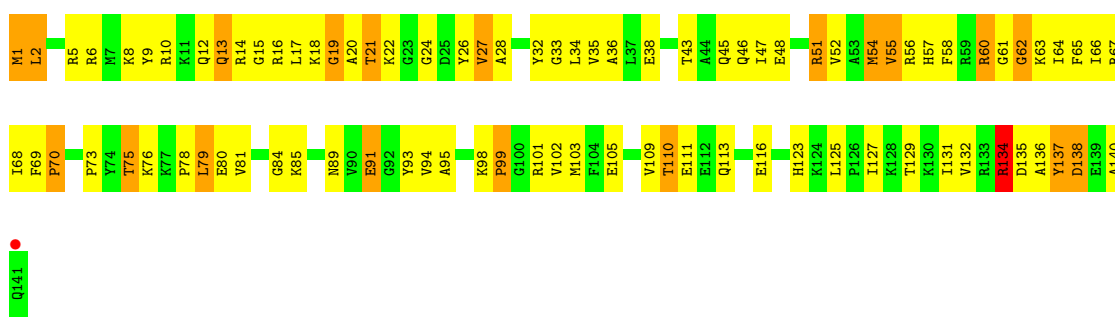 M1 L2 R5 R6 M7 K8 Y9 R10 K11 Q12 Q13 R14 G15 R16 L17 K18 G19 A20 T21 K22 G23 G24 D25 Y26 V27 A28 Y32 G33 L34 V35 A36 L37 E38 T43 A44 Q45 Q46 I47 E48 R51 V52 A53 M54 V55 R56 H57 F58 R59 R60 G61 G62 K63 I64 F65 I66 R67
I68 F69 P70 P73 Y74 T75 K76 K77 P78 L79 E80 V81 G84 K85 N89 V90 E91 G92 Y93 V94 A95 K98 P99 G100 R101 V102 M103 F104 E105 V109 T110 E111 E112 Q113 E116 H123 K124 L125 P126 I127 K128 T129 K130 I131 V132 R133 R134 D135 A136 Y137 D138 E139 A140
Q141